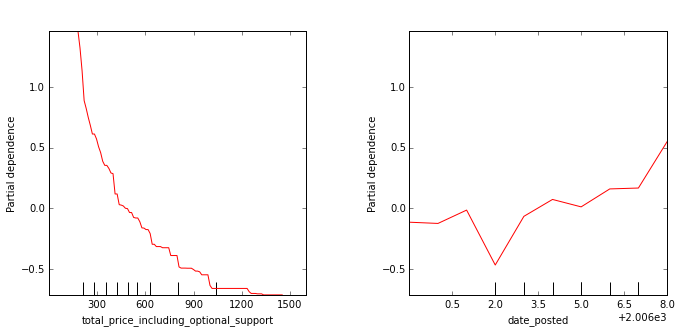 1.0
0.5
0.0
−0.5
Partial dependence
300 600 900 1200 1500
total_price_including_optional_support
1.0
0.5
0.0
−0.5
Partial dependence
0.5 2.0 3.5 5.0 6.5 8.0
+2.006e3
date_posted